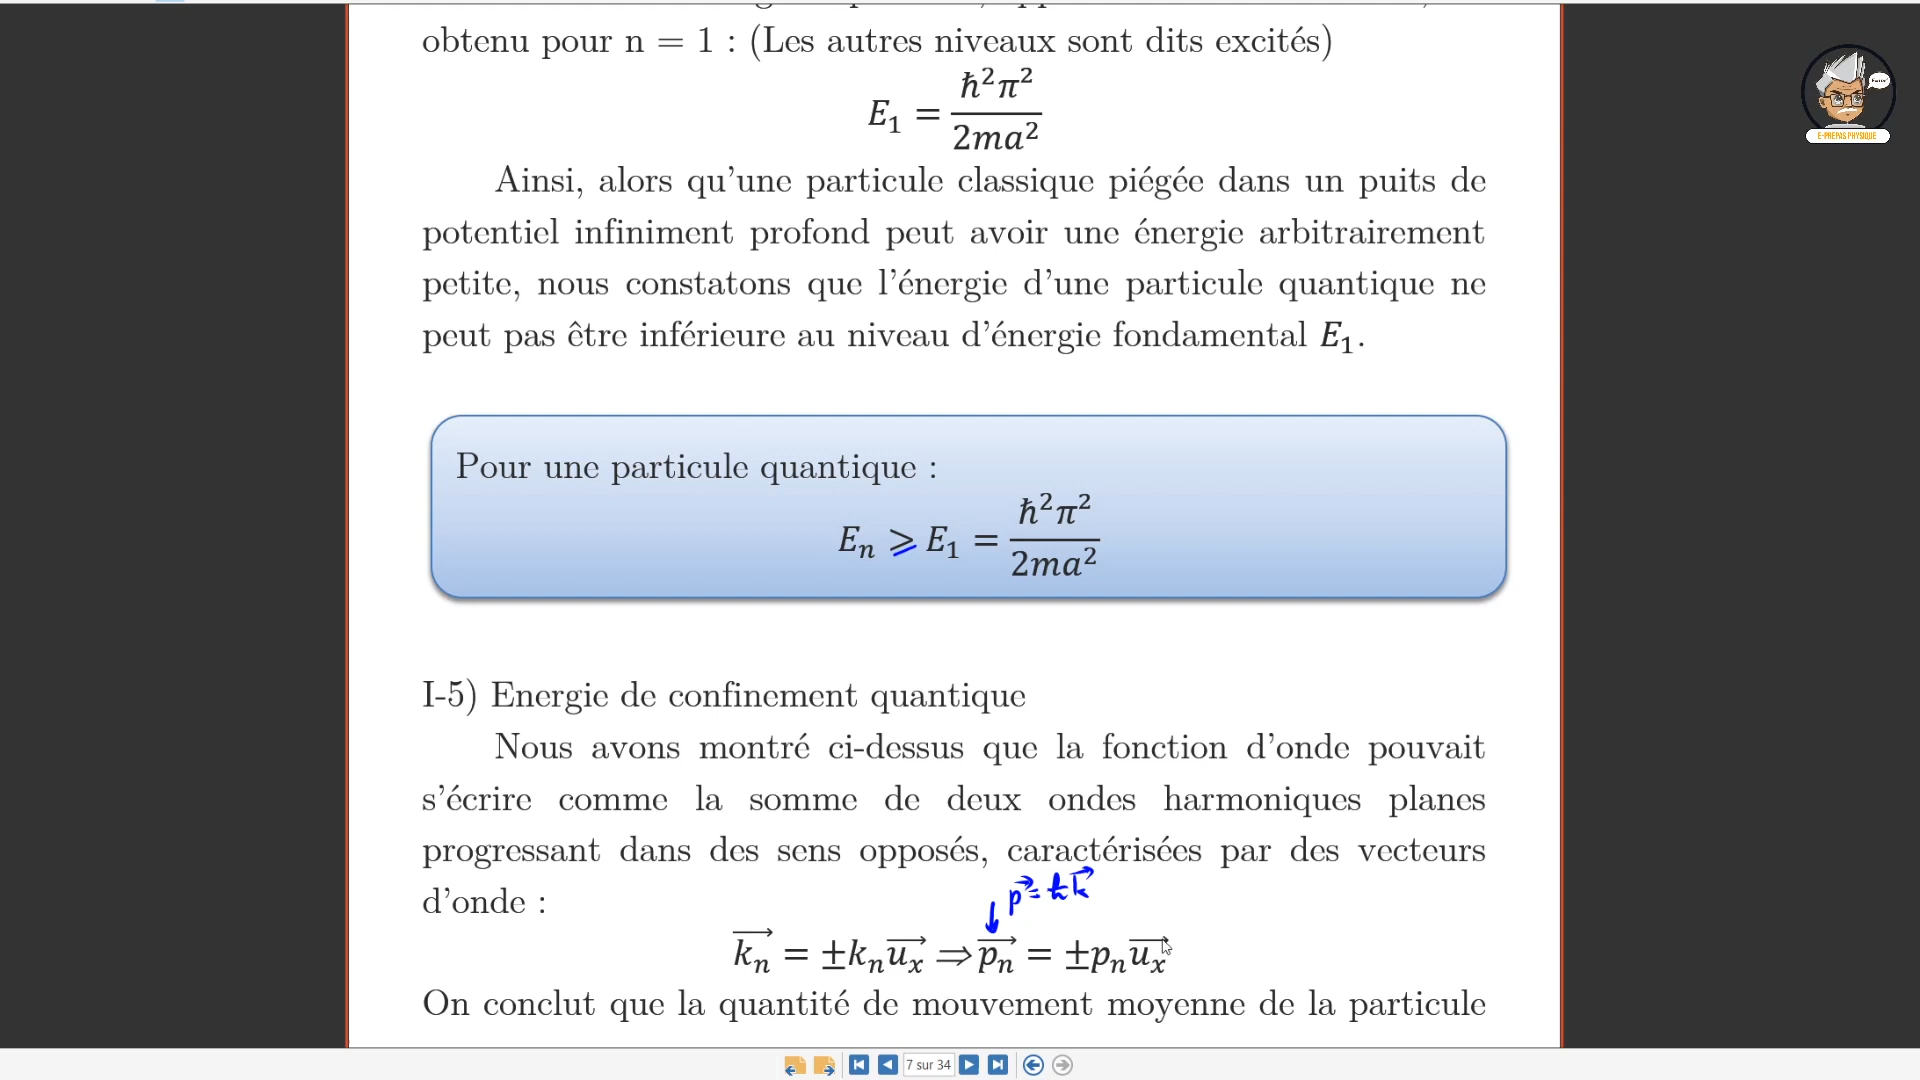 obtenu pour n = 1 : (Les autres niveaux sont dits excités)
E₁ = ℏ²π² / 2ma²
Ainsi, alors qu'une particule classique piégée dans un puits de
potentiel infiniment profond peut avoir une énergie arbitrairement
petite, nous constatons que l'énergie d'une particule quantique ne
peut pas être inférieure au niveau d'énergie fondamental E₁.
Pour une particule quantique :
Eₙ ⩾ E₁ = ℏ²π² / 2ma²
I-5) Energie de confinement quantique
Nous avons montré ci-dessus que la fonction d'onde pouvait
s'écrire comme la somme de deux ondes harmoniques planes
progressant dans des sens opposés, caractérisées par des vecteurs
d'onde :
p⃗ = ℏk⃗
k⃗ₙ = ±kₙu⃗ₓ ⇒ p⃗ₙ = ±pₙu⃗ₓ
On conclut que la quantité de mouvement moyenne de la particule
E-PREPAS PHYSIQUE
7 sur 34